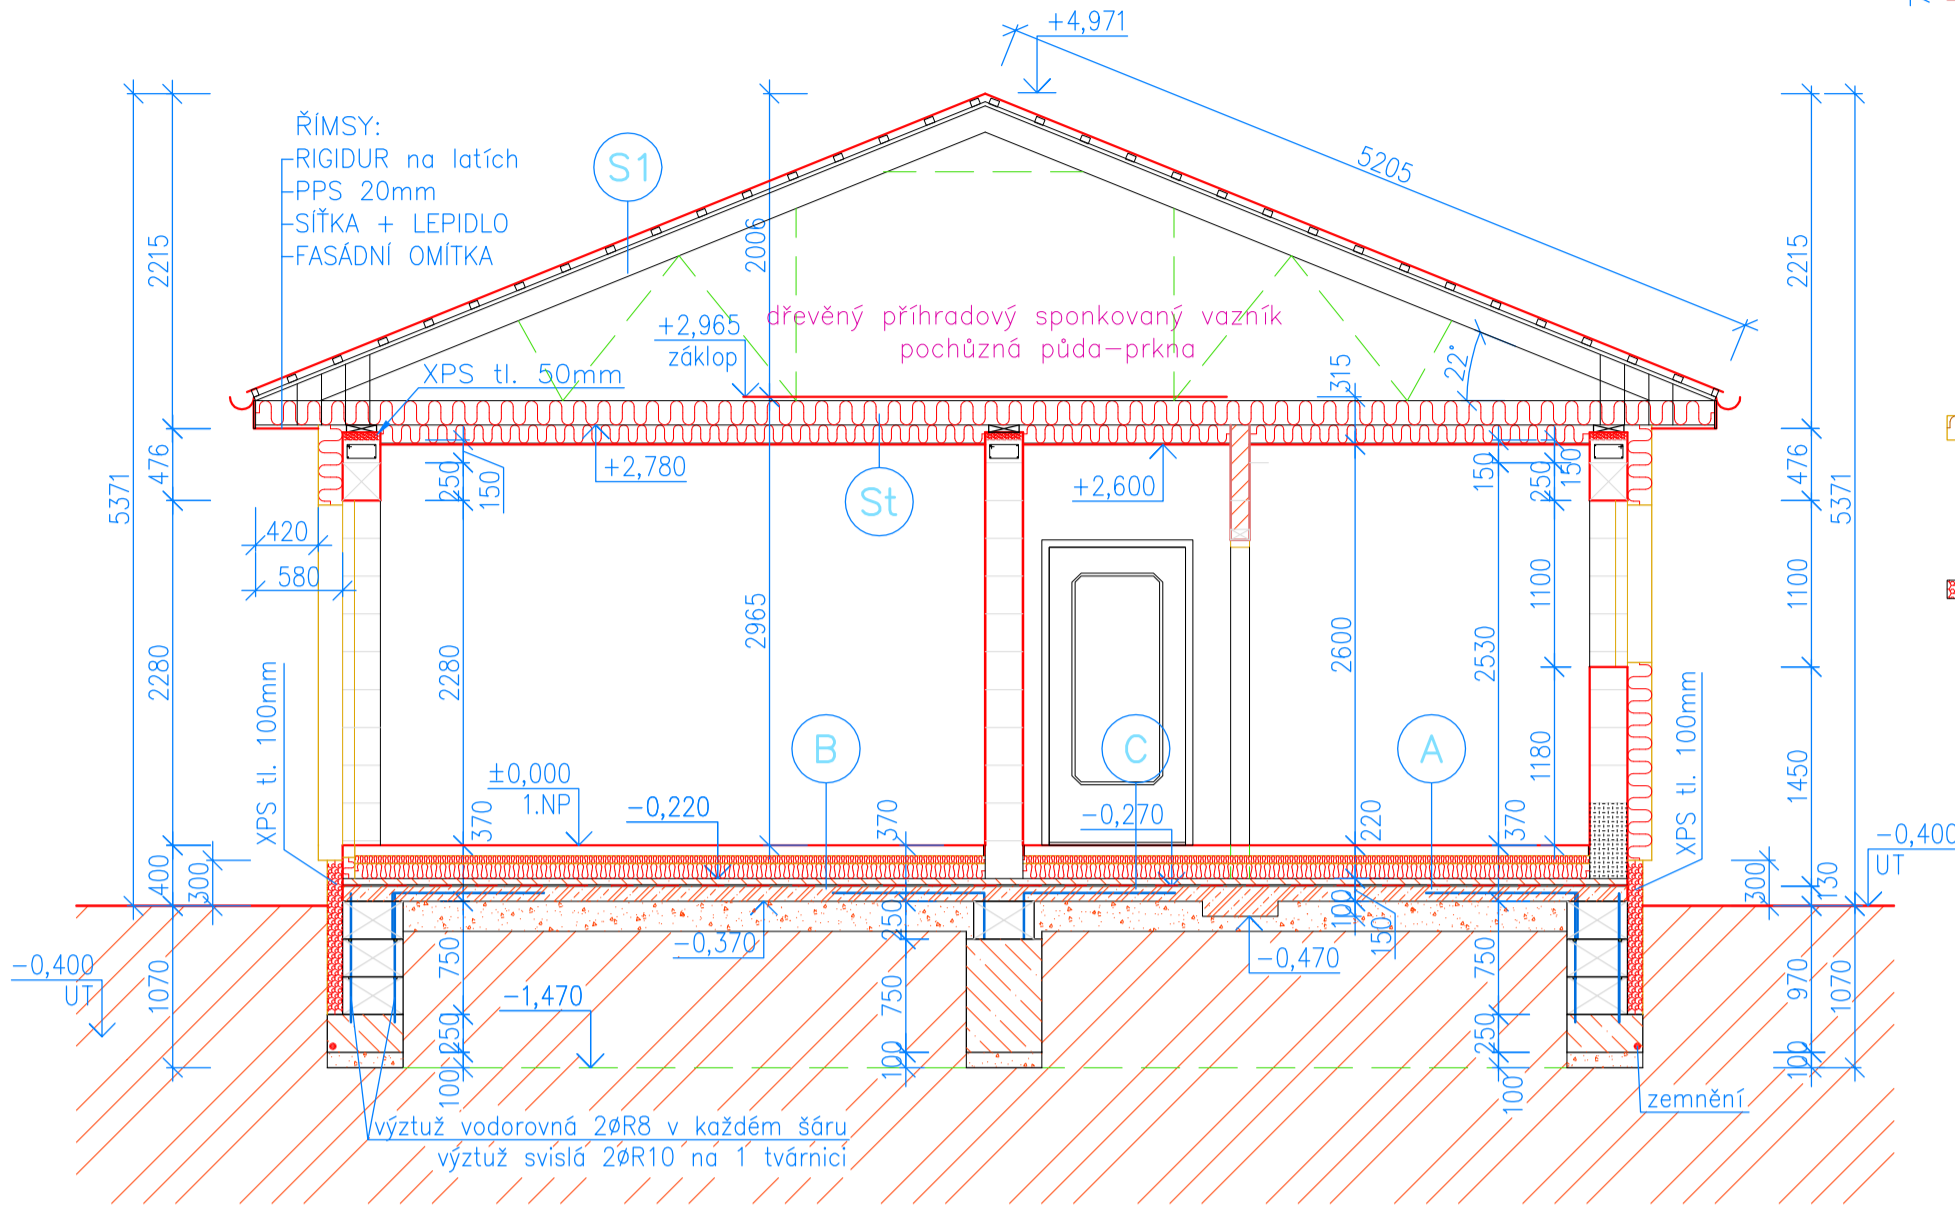 +4,971
ŘÍMSY:
RIGIDUR na latích
PPS 20mm
SÍŤKA + LEPIDLO
FASÁDNÍ OMÍTKA
S1
5205
2215
2006
2215
dřevěný příhradový sponkovaný vazník
pochůzná půda–prkna
+2,965
záklop
XPS tl. 50mm
315
22°
5371
476
250
150
+2,780
St
+2,600
150
250
150
476
5371
420
580
2280
2280
2965
2600
2530
1100
1100
1180
1450
XPS tl. 100mm
XPS tl. 100mm
B
C
A
±0,000
1.NP
–0,220
–0,270
370
370
220
370
–0,400
UT
400
300
300
130
–0,370
–0,470
250
100
150
–0,400
UT
1070
750
–1,470
750
750
970
1070
250
100
100
250
100
100
zemnění
výztuž vodorovná 2øR8 v každém šáru
výztuž svislá 2øR10 na 1 tvárnici